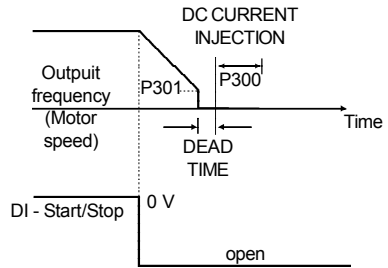 DC CURRENT
INJECTION
Outpuit
frequency
(Motor
speed)
P301
P300
Time
DEAD
TIME
DI - Start/Stop
0 V
open